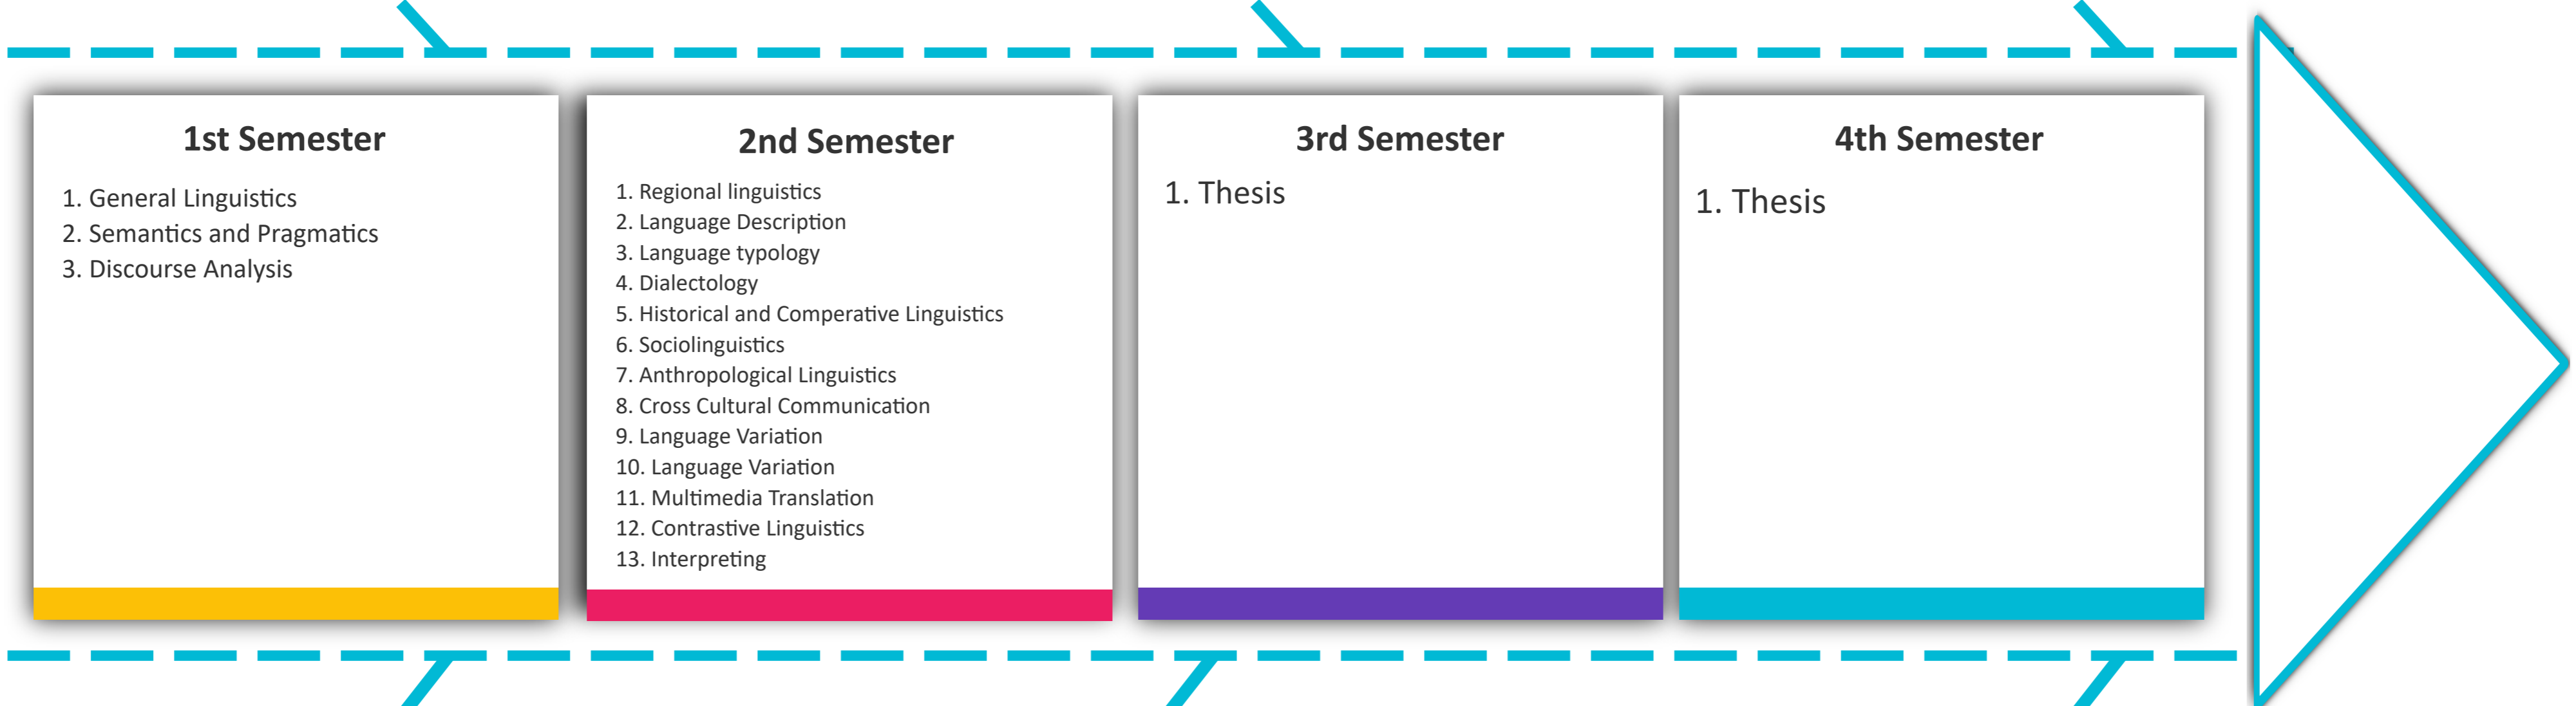 1st Semester
1. General Linguistics
2. Semantics and Pragmatics
3. Discourse Analysis
2nd Semester
1. Regional linguistics
2. Language Description
3. Language typology
4. Dialectology
5. Historical and Comperative Linguistics
6. Sociolinguistics
7. Anthropological Linguistics
8. Cross Cultural Communication
9. Language Variation
10. Language Variation
11. Multimedia Translation
12. Contrastive Linguistics
13. Interpreting
3rd Semester
1. Thesis
4th Semester
1. Thesis